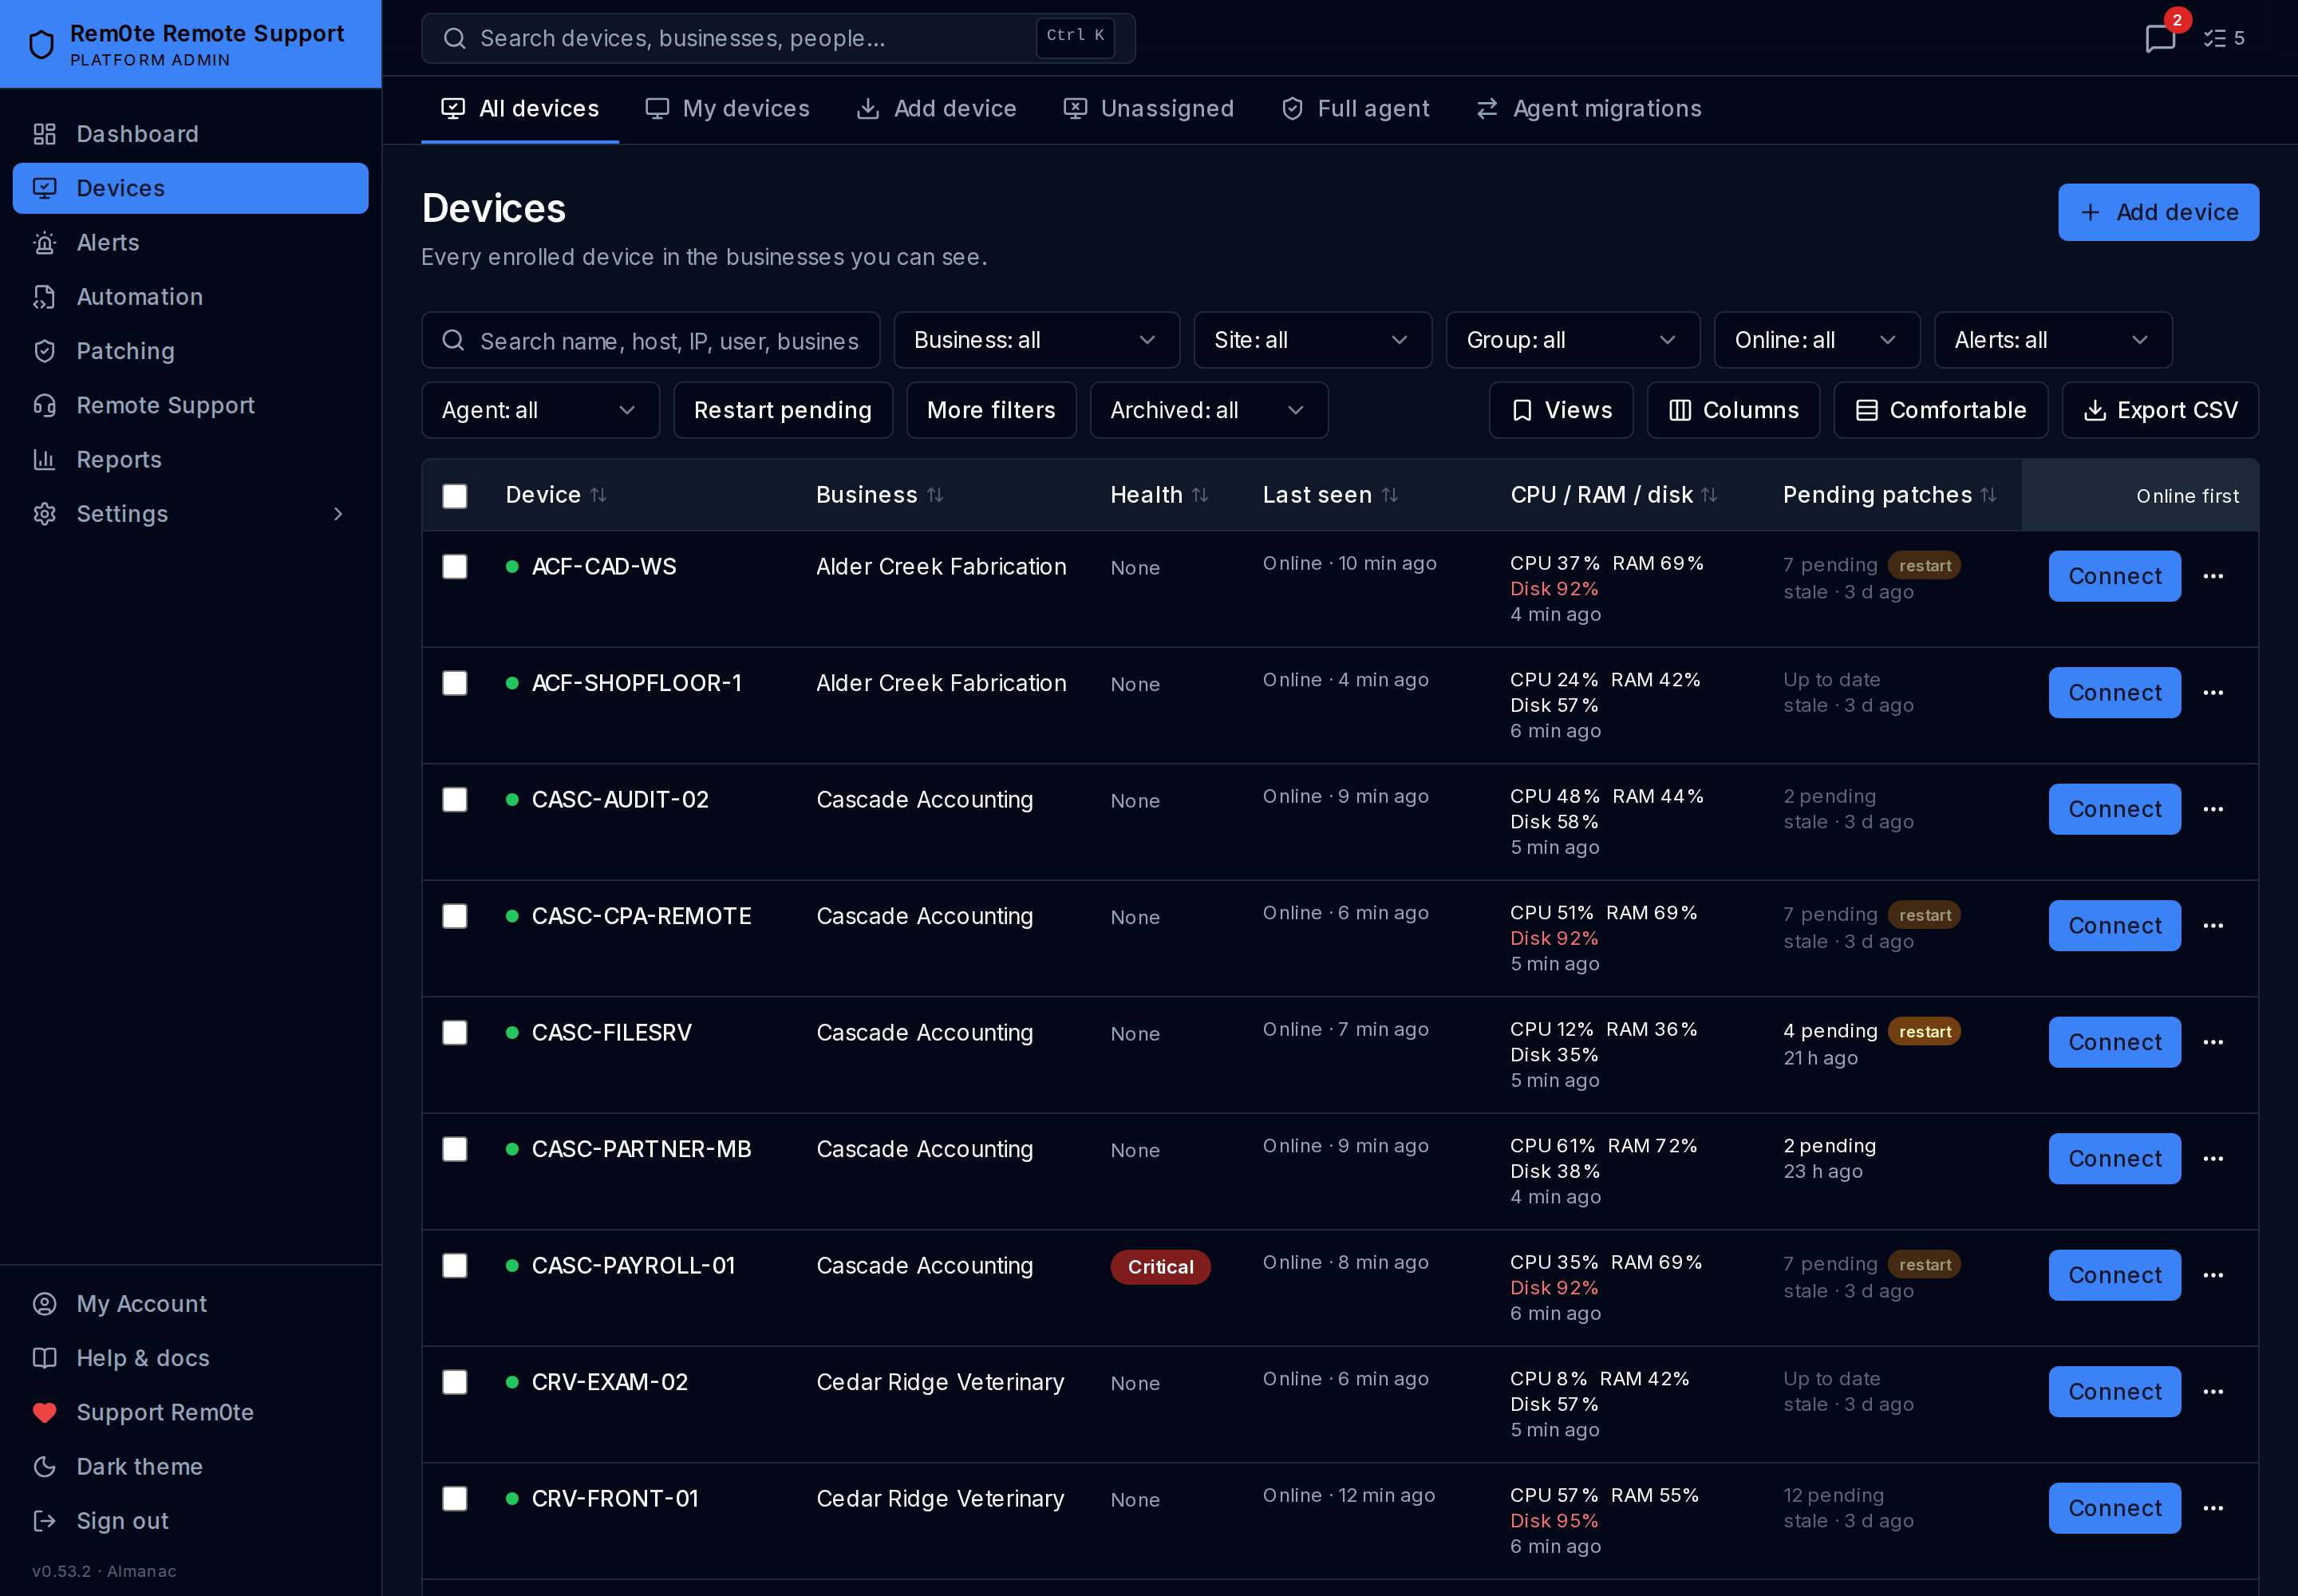 Rem0te Remote Support
PLATFORM ADMIN
Dashboard
Devices
Alerts
Automation
Patching
Remote Support
Reports
Settings
My Account
Help & docs
Support Rem0te
Dark theme
Sign out
v0.53.2 · Almanac
Search devices, businesses, people... Ctrl K
2
5
All devices My devices Add device Unassigned Full agent Agent migrations
Devices
Add device
Every enrolled device in the businesses you can see.
Search name, host, IP, user, busines Business: all Site: all Group: all Online: all Alerts: all
Agent: all Restart pending More filters Archived: all Views Columns Comfortable Export CSV
Device Business Health Last seen CPU / RAM / disk Pending patches Online first
ACF-CAD-WS Alder Creek Fabrication None Online · 10 min ago CPU 37% RAM 69% 7 pending restart Connect
Disk 92% stale · 3 d ago
4 min ago
ACF-SHOPFLOOR-1 Alder Creek Fabrication None Online · 4 min ago CPU 24% RAM 42% Up to date Connect
Disk 57% stale · 3 d ago
6 min ago
CASC-AUDIT-02 Cascade Accounting None Online · 9 min ago CPU 48% RAM 44% 2 pending Connect
Disk 58% stale · 3 d ago
5 min ago
CASC-CPA-REMOTE Cascade Accounting None Online · 6 min ago CPU 51% RAM 69% 7 pending restart Connect
Disk 92% stale · 3 d ago
5 min ago
CASC-FILESRV Cascade Accounting None Online · 7 min ago CPU 12% RAM 36% 4 pending restart Connect
Disk 35% 21 h ago
5 min ago
CASC-PARTNER-MB Cascade Accounting None Online · 9 min ago CPU 61% RAM 72% 2 pending Connect
Disk 38% 23 h ago
4 min ago
CASC-PAYROLL-01 Cascade Accounting Critical Online · 8 min ago CPU 35% RAM 69% 7 pending restart Connect
Disk 92% stale · 3 d ago
6 min ago
CRV-EXAM-02 Cedar Ridge Veterinary None Online · 6 min ago CPU 8% RAM 42% Up to date Connect
Disk 57% stale · 3 d ago
5 min ago
CRV-FRONT-01 Cedar Ridge Veterinary None Online · 12 min ago CPU 57% RAM 55% 12 pending Connect
Disk 95% stale · 3 d ago
6 min ago